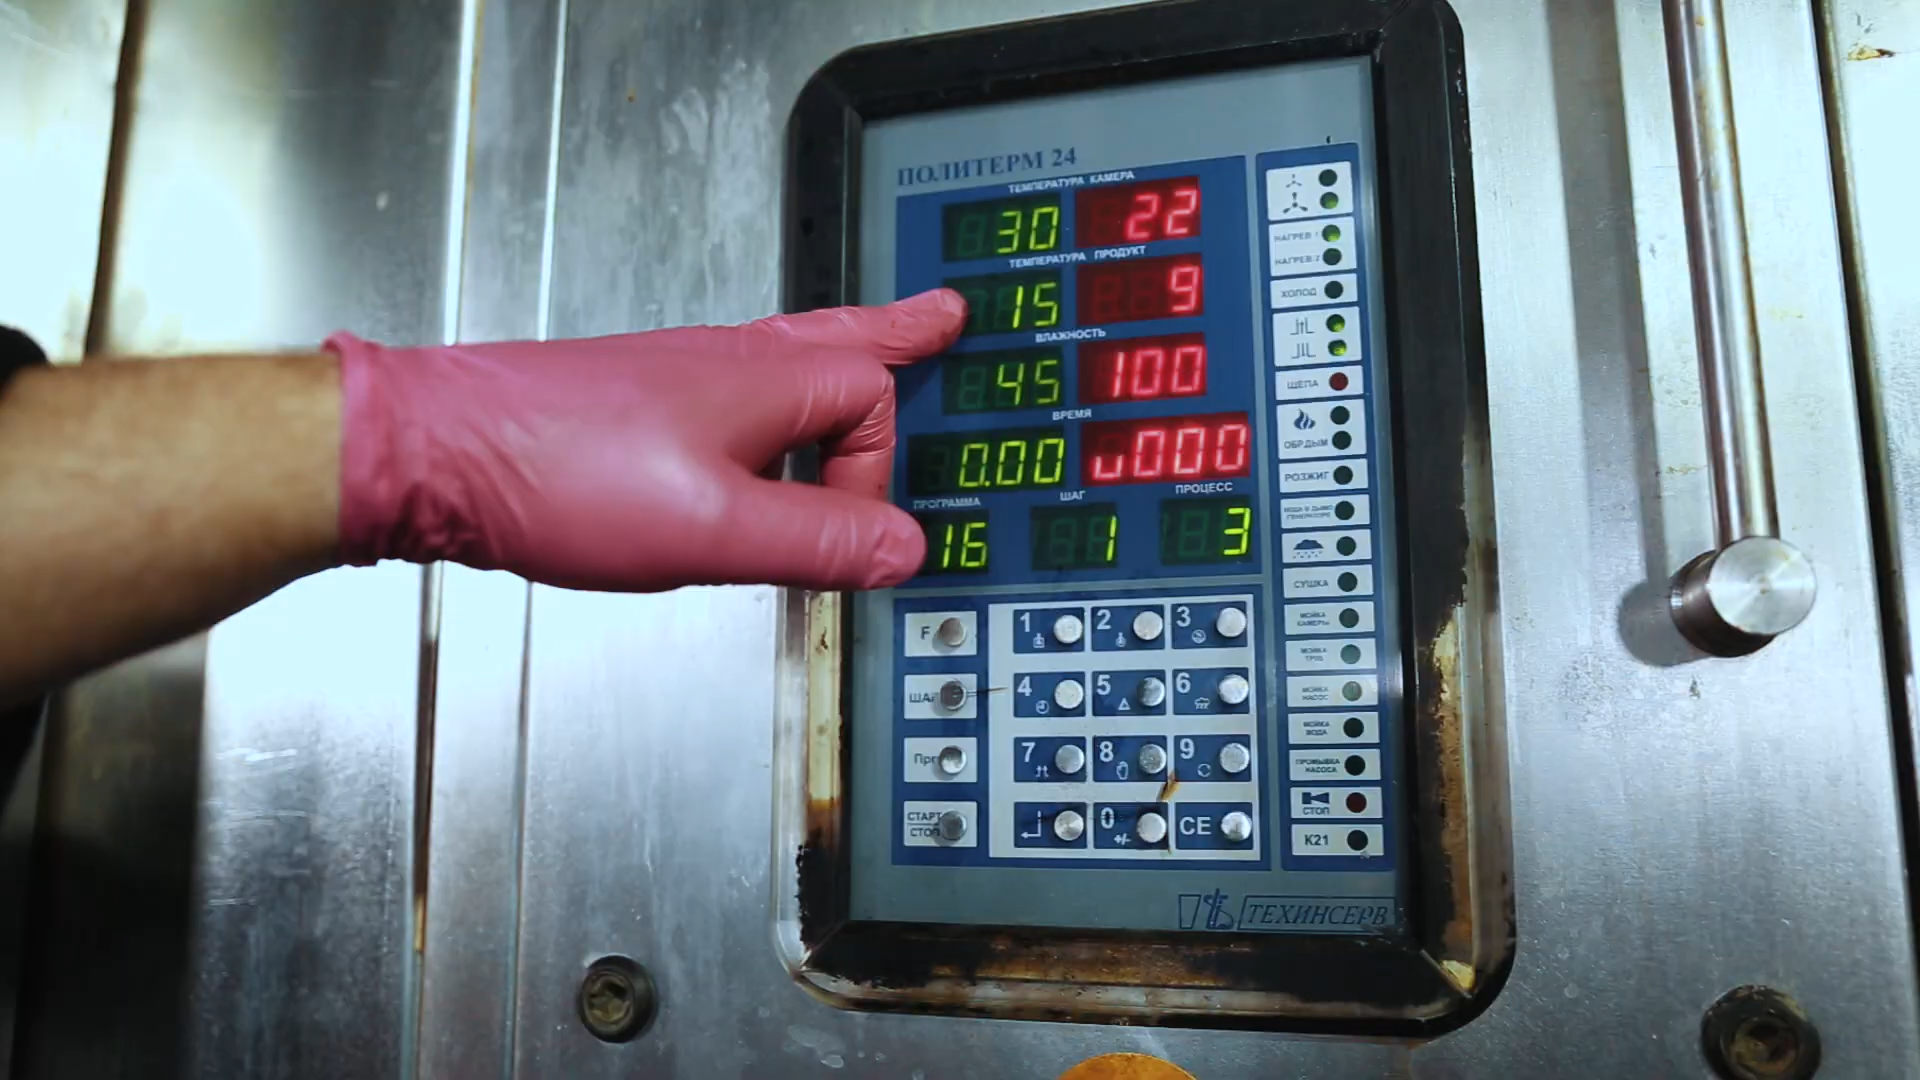 ПОЛИТЕРМ 24
ТЕМПЕРАТУРА КАМЕРА
30 22
ТЕМПЕРАТУРА ПРОДУКТ
15 9
ВЛАЖНОСТЬ
45 100
ВРЕМЯ
0.00 υ000
ПРОГРАММА ШАГ ПРОЦЕСС
16 1 3
F 1 2 3
ШАГ 4 5 6
7 8 9
СТАРТ
СТОП
0 +/- CE
НАГРЕВ 1
НАГРЕВ 2
ХОЛОД
ЩЕПА
ОБР.ДЫМ
РОЗЖИГ
СУШКА
МОЙКА
КАМЕРЫ
МОЙКА
МОЙКА
НАСОС
МОЙКА
ВОДА
ПРОМЫВКА
НАСОСА
СТОП
К21
ТЕХИНСЕРВ